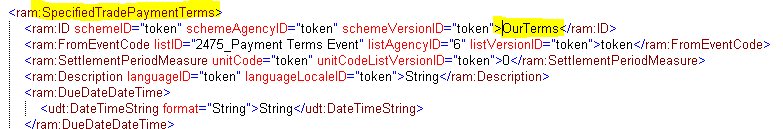 <ram:SpecifiedTradePaymentTerms>
<ram:ID schemeID="token" schemeAgencyID="token" schemeVersionID="token">OurTerms</ram:ID>
<ram:FromEventCode listID="2475_Payment Terms Event" listAgencyID="6" listVersionID="token">token</ram:FromEventCode>
<ram:SettlementPeriodMeasure unitCode="token" unitCodeListVersionID="token">0</ram:SettlementPeriodMeasure>
<ram:Description languageID="token" languageLocaleID="token">String</ram:Description>
<ram:DueDateDateTime>
<udt:DateTimeString format="String">String</udt:DateTimeString>
</ram:DueDateDateTime>